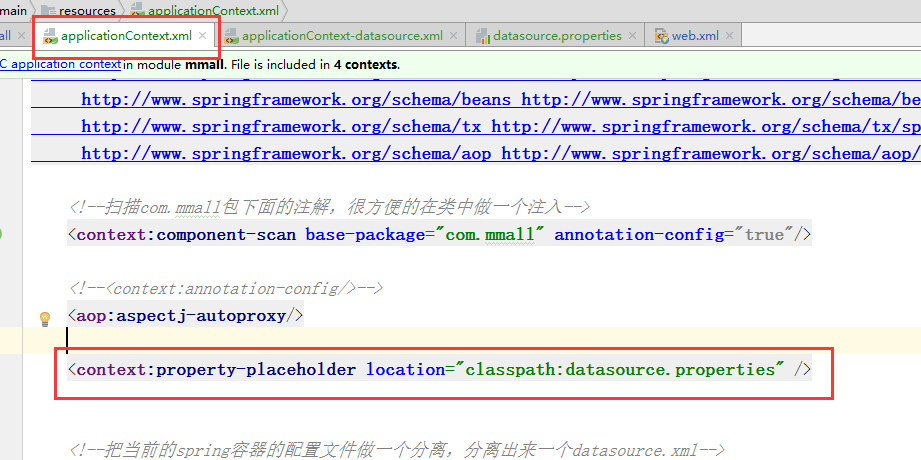 main resources applicationContext.xml
all applicationContext.xml applicationContext-datasource.xml datasource.properties web.xml
C application context in module mmall. File is included in 4 contexts.
http://www.springframework.org/schema/beans http://www.springframework.org/schema/be
http://www.springframework.org/schema/tx http://www.springframework.org/schema/tx/sp
http://www.springframework.org/schema/aop http://www.springframework.org/schema/aop/
<!--扫描com.mmall包下面的注解，很方便的在类中做一个注入-->
<context:component-scan base-package="com.mmall" annotation-config="true"/>
<!--<context:annotation-config/>-->
<aop:aspectj-autoproxy/>
<context:property-placeholder location="classpath:datasource.properties" />
<!--把当前的spring容器的配置文件做一个分离，分离出来一个datasource.xml-->